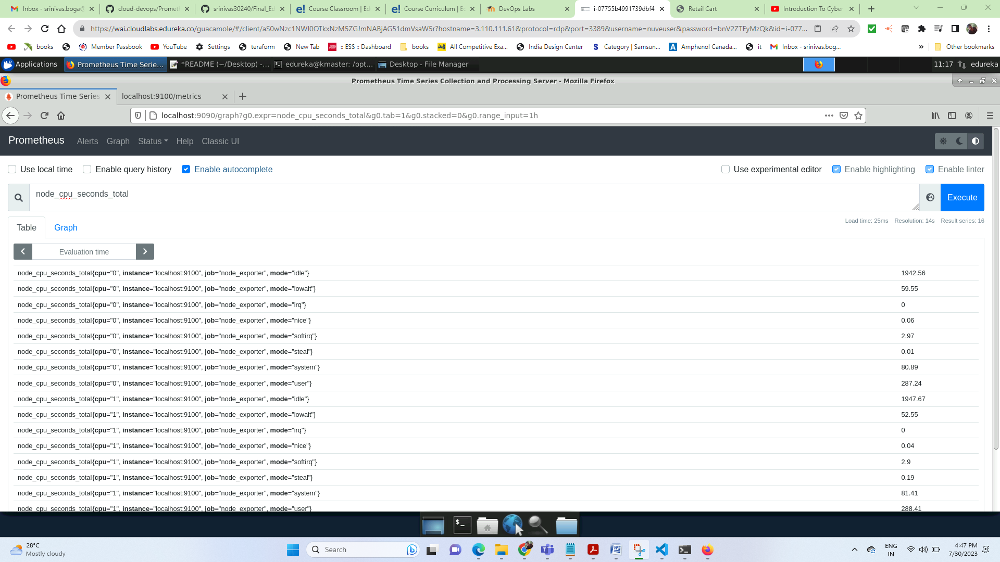 Inbox - srinivas.boga@
cloud-devops/Prometh
srinivas30240/Final_Ed
Course Classroom | Ed
Course Curriculum | Ec
DevOps Labs
i-07755b4991739dbf4
Retail Cart
Introduction To Cyber
https://wai.cloudlabs.edureka.co/guacamole/#/client/aS0wNzc1NWI0OTkxNzM5ZGJmNABjAG51dmVsaW5r?hostname=3.110.111.61&protocol=rdp&port=3389&username=nuveuser&password=bnV2ZTEyMzQk&id=i-077...
books
Member Passbook
YouTube
Settings
teraform
New Tab
:: ESS :: Dashboard
books
All Competitive Exa...
India Design Center
Category | Samsun...
Amphenol Canada...
it
Inbox - srinivas.bog...
»
Other bookmarks
Applications
Prometheus Time Serie...
*README (~/Desktop) -...
edureka@kmaster: /opt...
Desktop - File Manager
11:17
edureka
Prometheus Time Series Collection and Processing Server - Mozilla Firefox
Prometheus Time Series
localhost:9100/metrics
localhost:9090/graph?g0.expr=node_cpu_seconds_total&g0.tab=1&g0.stacked=0&g0.range_input=1h
Prometheus
Alerts
Graph
Status
Help
Classic UI
Use local time
Enable query history
Enable autocomplete
Use experimental editor
Enable highlighting
Enable linter
node_cpu_seconds_total
Execute
Table
Graph
Load time: 25ms
Resolution: 14s
Result series: 16
Evaluation time
node_cpu_seconds_total{cpu="0", instance="localhost:9100", job="node_exporter", mode="idle"} 1942.56
node_cpu_seconds_total{cpu="0", instance="localhost:9100", job="node_exporter", mode="iowait"} 59.55
node_cpu_seconds_total{cpu="0", instance="localhost:9100", job="node_exporter", mode="irq"} 0
node_cpu_seconds_total{cpu="0", instance="localhost:9100", job="node_exporter", mode="nice"} 0.06
node_cpu_seconds_total{cpu="0", instance="localhost:9100", job="node_exporter", mode="softirq"} 2.97
node_cpu_seconds_total{cpu="0", instance="localhost:9100", job="node_exporter", mode="steal"} 0.01
node_cpu_seconds_total{cpu="0", instance="localhost:9100", job="node_exporter", mode="system"} 80.89
node_cpu_seconds_total{cpu="0", instance="localhost:9100", job="node_exporter", mode="user"} 287.24
node_cpu_seconds_total{cpu="1", instance="localhost:9100", job="node_exporter", mode="idle"} 1947.67
node_cpu_seconds_total{cpu="1", instance="localhost:9100", job="node_exporter", mode="iowait"} 52.55
node_cpu_seconds_total{cpu="1", instance="localhost:9100", job="node_exporter", mode="irq"} 0
node_cpu_seconds_total{cpu="1", instance="localhost:9100", job="node_exporter", mode="nice"} 0.04
node_cpu_seconds_total{cpu="1", instance="localhost:9100", job="node_exporter", mode="softirq"} 2.9
node_cpu_seconds_total{cpu="1", instance="localhost:9100", job="node_exporter", mode="steal"} 0.19
node_cpu_seconds_total{cpu="1", instance="localhost:9100", job="node_exporter", mode="system"} 81.41
node_cpu_seconds_total{cpu="1", instance="localhost:9100", job="node_exporter", mode="user"} 288.41
28°C
Mostly cloudy
Search
ENG
IN
4:47 PM
7/30/2023